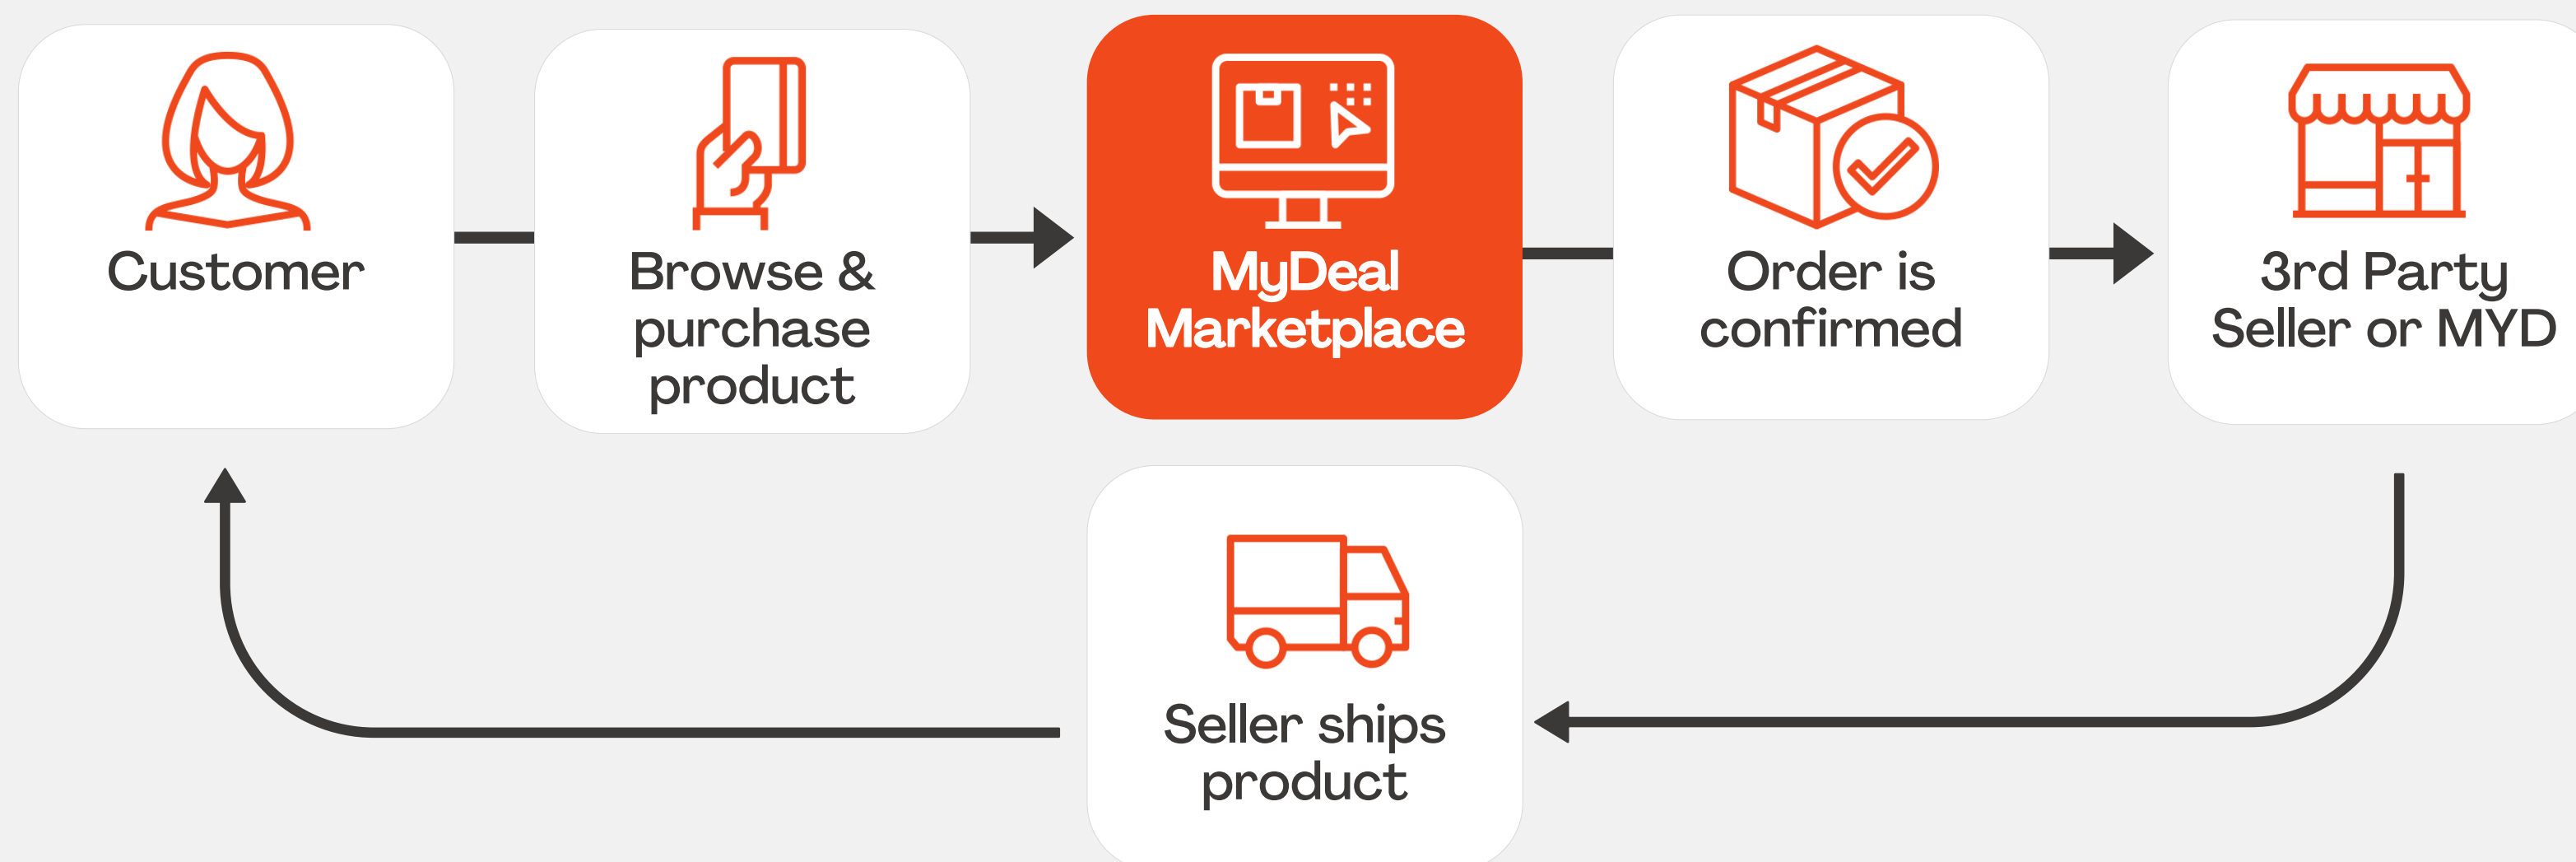 Customer
Browse &
purchase
product
MyDeal
Marketplace
Order is
confirmed
3rd Party
Seller or MYD
Seller ships
product